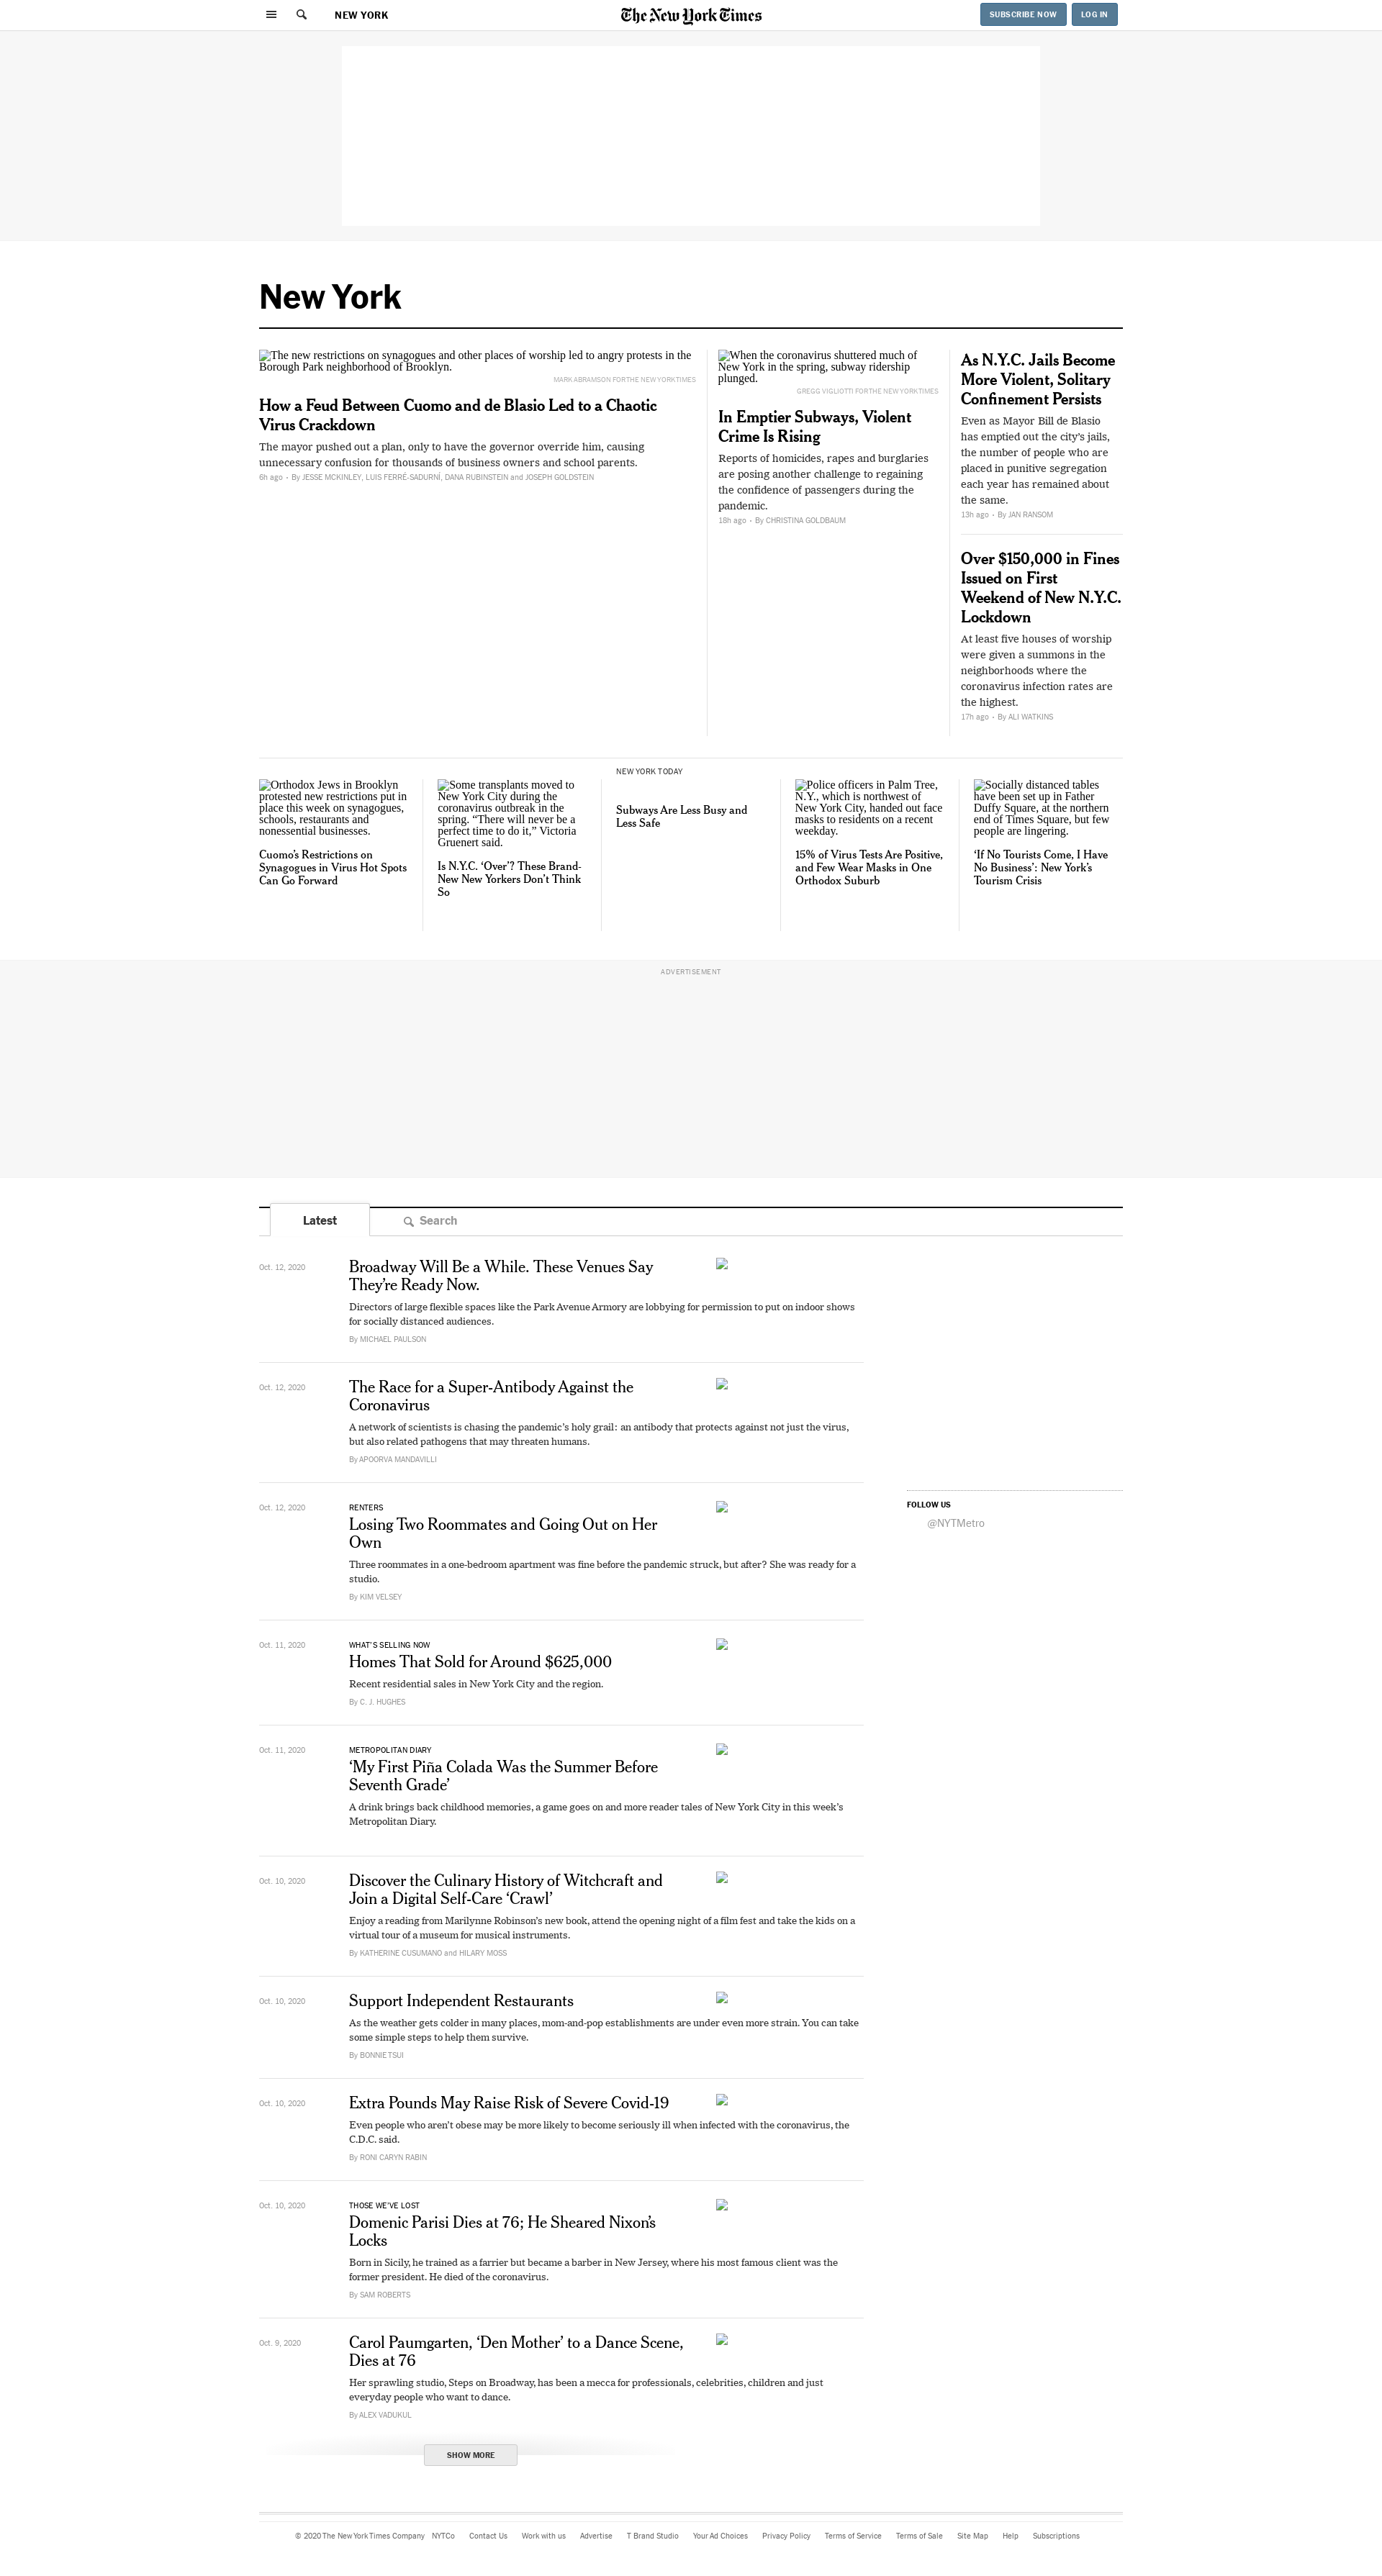 NEW YORK
The New York Times
SUBSCRIBE NOW
LOG IN
New York
The new restrictions on synagogues and other places of worship led to angry protests in the
Borough Park neighborhood of Brooklyn.
MARK ABRAMSON FOR THE NEW YORK TIMES
How a Feud Between Cuomo and de Blasio Led to a Chaotic
Virus Crackdown
The mayor pushed out a plan, only to have the governor override him, causing
unnecessary confusion for thousands of business owners and school parents.
6h ago • By JESSE MCKINLEY, LUIS FERRÉ-SADURNÍ, DANA RUBINSTEIN and JOSEPH GOLDSTEIN
When the coronavirus shuttered much of
New York in the spring, subway ridership
plunged.
GREGG VIGLIOTTI FOR THE NEW YORK TIMES
In Emptier Subways, Violent
Crime Is Rising
Reports of homicides, rapes and burglaries
are posing another challenge to regaining
the confidence of passengers during the
pandemic.
18h ago • By CHRISTINA GOLDBAUM
As N.Y.C. Jails Become
More Violent, Solitary
Confinement Persists
Even as Mayor Bill de Blasio
has emptied out the city’s jails,
the number of people who are
placed in punitive segregation
each year has remained about
the same.
13h ago • By JAN RANSOM
Over $150,000 in Fines
Issued on First
Weekend of New N.Y.C.
Lockdown
At least five houses of worship
were given a summons in the
neighborhoods where the
coronavirus infection rates are
the highest.
17h ago • By ALI WATKINS
Orthodox Jews in Brooklyn
protested new restrictions put in
place this week on synagogues,
schools, restaurants and
nonessential businesses.
Cuomo’s Restrictions on
Synagogues in Virus Hot Spots
Can Go Forward
Some transplants moved to
New York City during the
coronavirus outbreak in the
spring. “There will never be a
perfect time to do it,” Victoria
Gruenert said.
Is N.Y.C. ‘Over’? These Brand-
New New Yorkers Don’t Think
So
NEW YORK TODAY
Subways Are Less Busy and
Less Safe
Police officers in Palm Tree,
N.Y., which is northwest of
New York City, handed out face
masks to residents on a recent
weekday.
15% of Virus Tests Are Positive,
and Few Wear Masks in One
Orthodox Suburb
Socially distanced tables
have been set up in Father
Duffy Square, at the northern
end of Times Square, but few
people are lingering.
‘If No Tourists Come, I Have
No Business’: New York’s
Tourism Crisis
ADVERTISEMENT
Latest
Search
Oct. 12, 2020
Broadway Will Be a While. These Venues Say
They’re Ready Now.
Directors of large flexible spaces like the Park Avenue Armory are lobbying for permission to put on indoor shows
for socially distanced audiences.
By MICHAEL PAULSON
Oct. 12, 2020
The Race for a Super-Antibody Against the
Coronavirus
A network of scientists is chasing the pandemic’s holy grail: an antibody that protects against not just the virus,
but also related pathogens that may threaten humans.
By APOORVA MANDAVILLI
Oct. 12, 2020
RENTERS
Losing Two Roommates and Going Out on Her
Own
Three roommates in a one-bedroom apartment was fine before the pandemic struck, but after? She was ready for a
studio.
By KIM VELSEY
FOLLOW US
@NYTMetro
Oct. 11, 2020
WHAT’S SELLING NOW
Homes That Sold for Around $625,000
Recent residential sales in New York City and the region.
By C. J. HUGHES
Oct. 11, 2020
METROPOLITAN DIARY
‘My First Piña Colada Was the Summer Before
Seventh Grade’
A drink brings back childhood memories, a game goes on and more reader tales of New York City in this week’s
Metropolitan Diary.
Oct. 10, 2020
Discover the Culinary History of Witchcraft and
Join a Digital Self-Care ‘Crawl’
Enjoy a reading from Marilynne Robinson’s new book, attend the opening night of a film fest and take the kids on a
virtual tour of a museum for musical instruments.
By KATHERINE CUSUMANO and HILARY MOSS
Oct. 10, 2020
Support Independent Restaurants
As the weather gets colder in many places, mom-and-pop establishments are under even more strain. You can take
some simple steps to help them survive.
By BONNIE TSUI
Oct. 10, 2020
Extra Pounds May Raise Risk of Severe Covid-19
Even people who aren’t obese may be more likely to become seriously ill when infected with the coronavirus, the
C.D.C. said.
By RONI CARYN RABIN
Oct. 10, 2020
THOSE WE’VE LOST
Domenic Parisi Dies at 76; He Sheared Nixon’s
Locks
Born in Sicily, he trained as a farrier but became a barber in New Jersey, where his most famous client was the
former president. He died of the coronavirus.
By SAM ROBERTS
Oct. 9, 2020
Carol Paumgarten, ‘Den Mother’ to a Dance Scene,
Dies at 76
Her sprawling studio, Steps on Broadway, has been a mecca for professionals, celebrities, children and just
everyday people who want to dance.
By ALEX VADUKUL
SHOW MORE
© 2020 The New York Times Company NYTCo Contact Us Work with us Advertise T Brand Studio Your Ad Choices Privacy Policy Terms of Service Terms of Sale Site Map Help Subscriptions